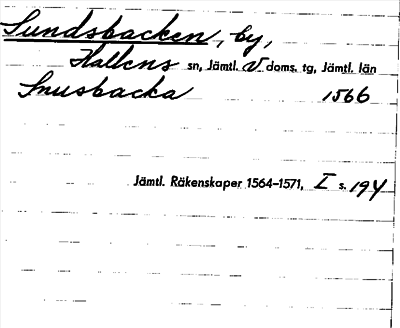 Sundsbacken, by,
Hallens sn, Jämtl. V doms. tg, Jämtl. län
Snusbacka 1566
Jämtl. Räkenskaper 1564-1571, I s. 194